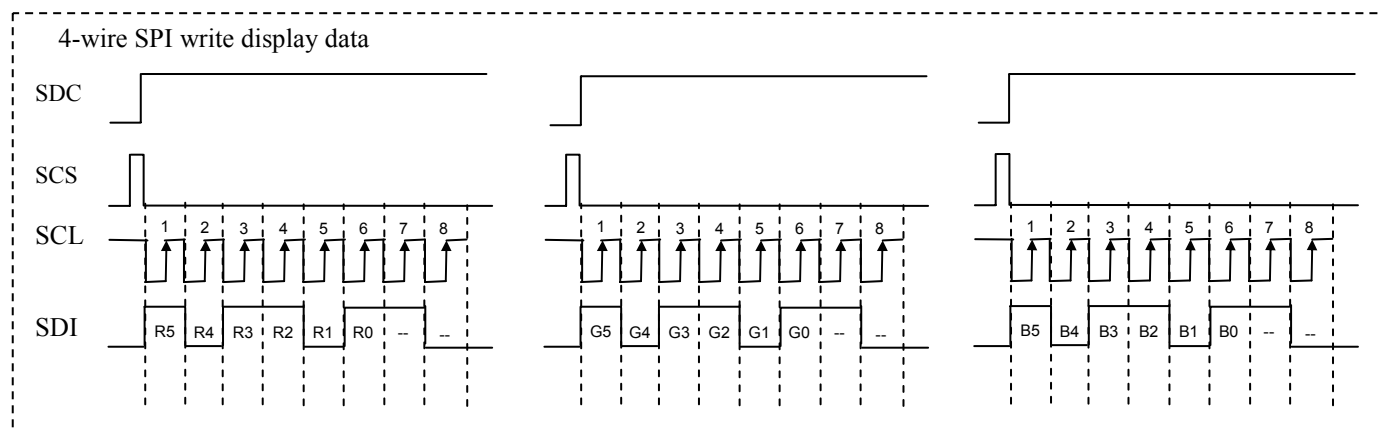 4-wire SPI write display data
SDC
SCS
SCL 1 2 3 4 5 6 7 8 1 2 3 4 5 6 7 8 1 2 3 4 5 6 7 8
SDI R5 R4 R3 R2 R1 R0 -- -- G5 G4 G3 G2 G1 G0 -- -- B5 B4 B3 B2 B1 B0 -- --